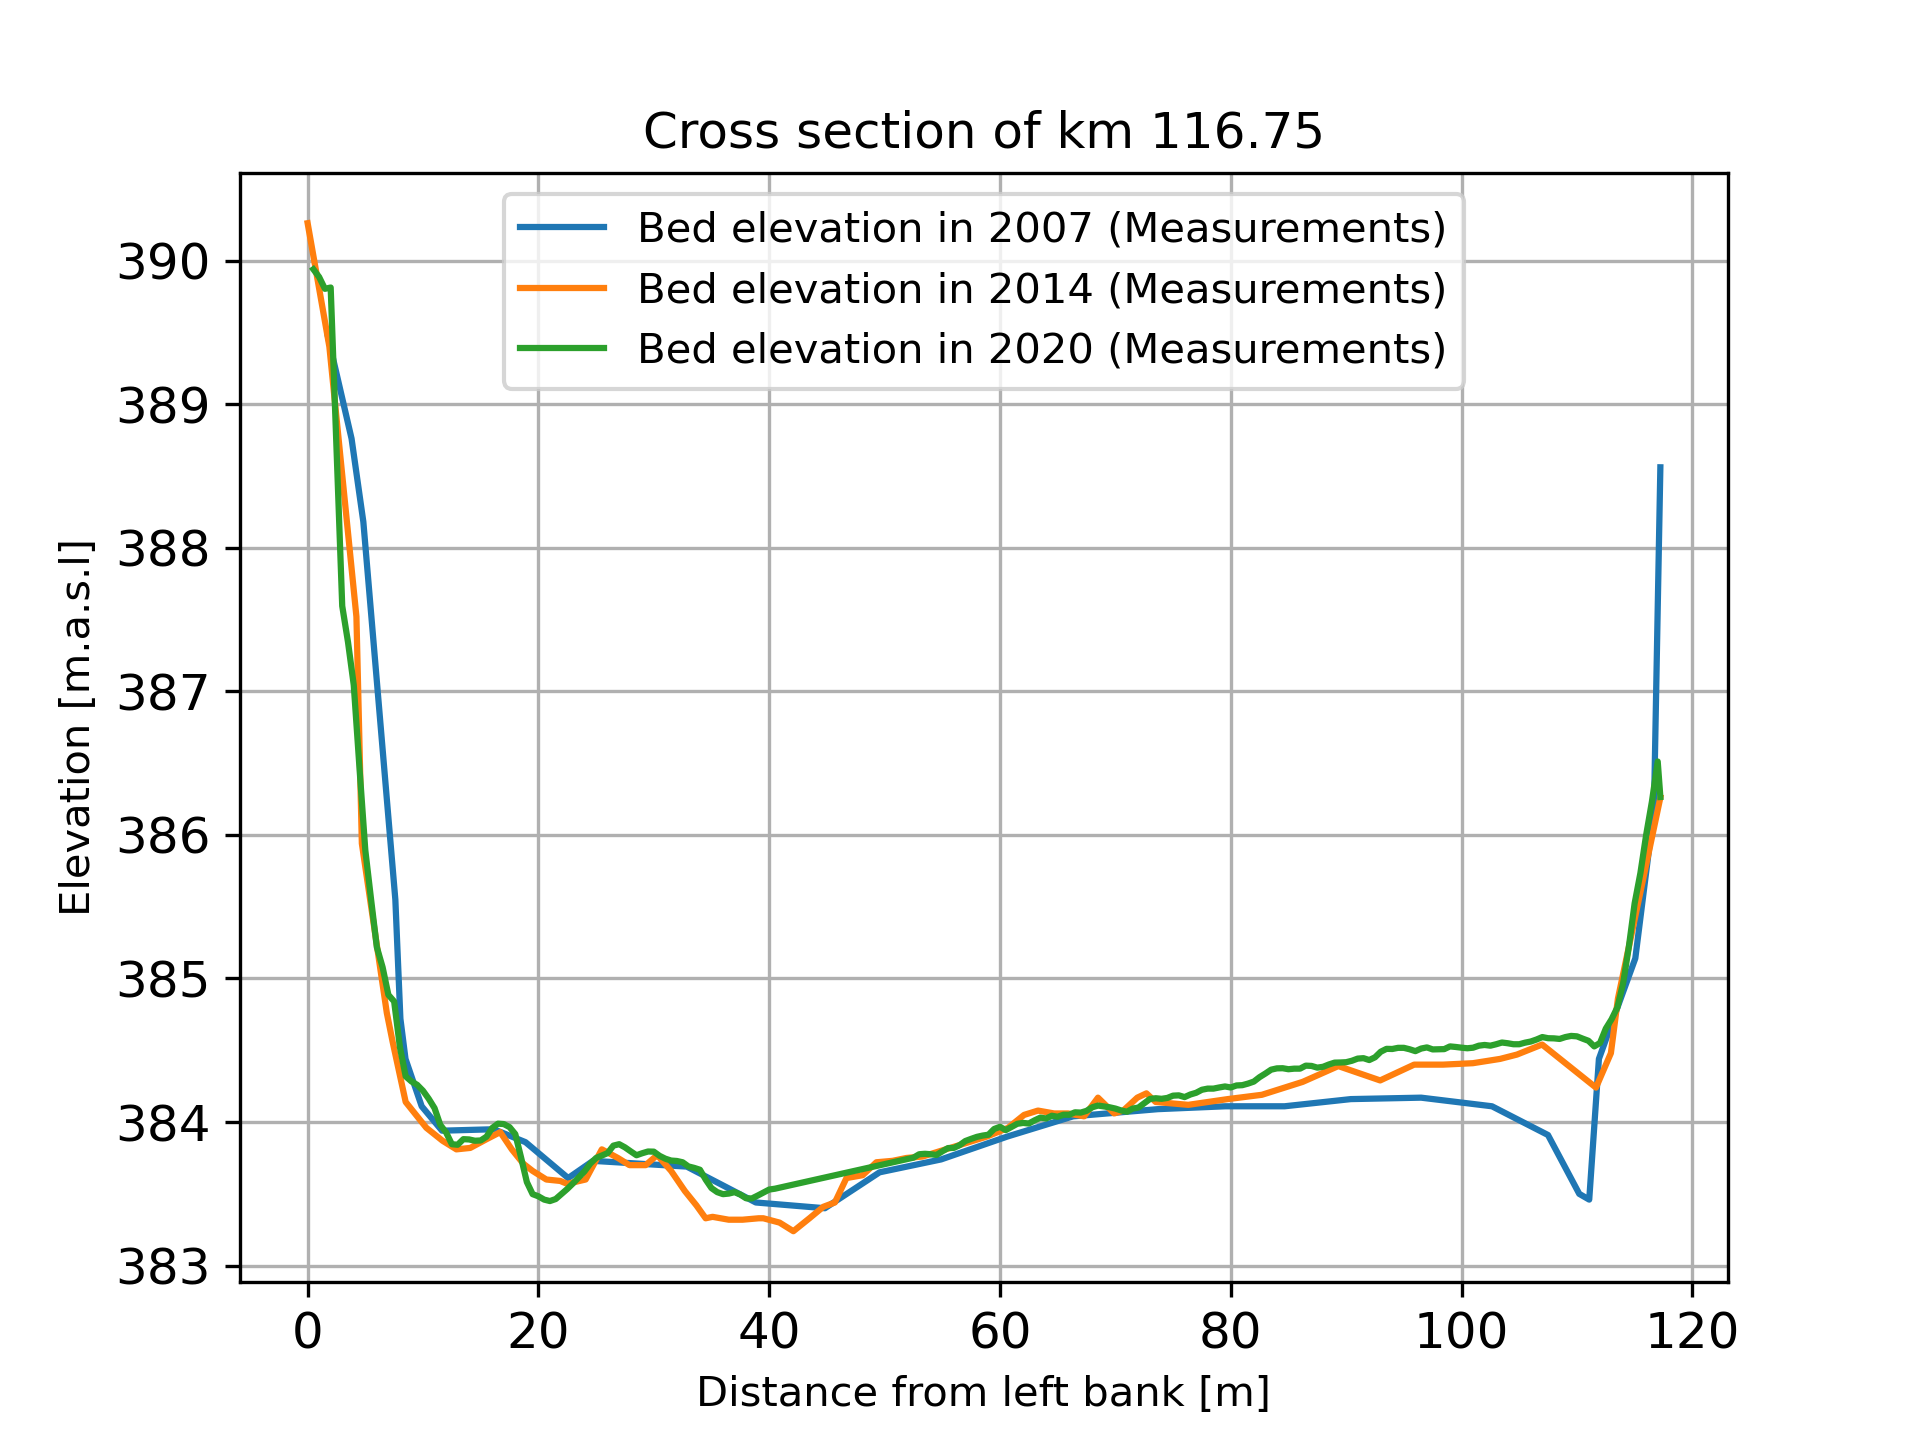 Cross section of km 116.75
Bed elevation in 2007 (Measurements)
Bed elevation in 2014 (Measurements)
Bed elevation in 2020 (Measurements)
390
389
388
387
386
385
384
383
Elevation [m.a.s.l]
0 20 40 60 80 100 120
Distance from left bank [m]